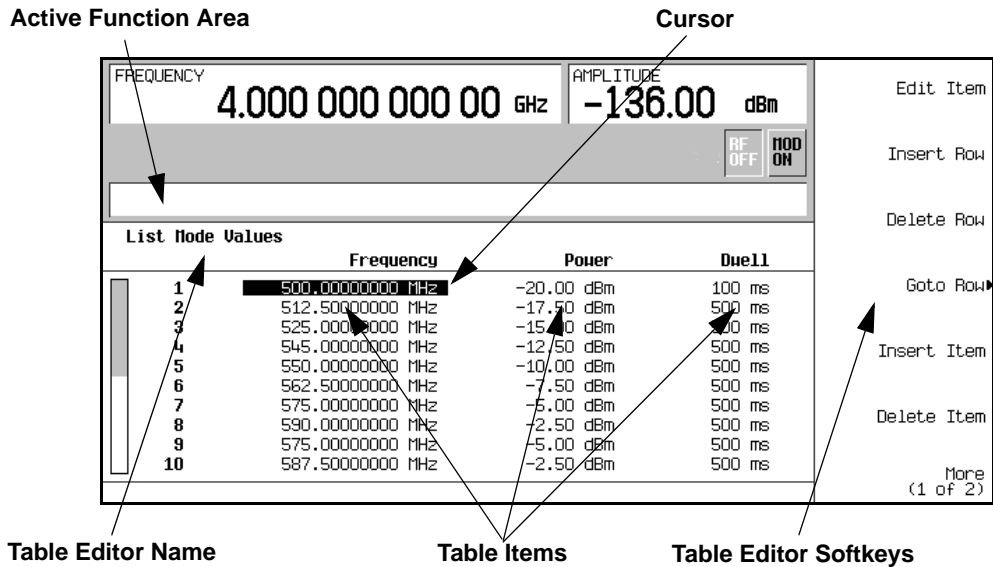 Active Function Area
Cursor
FREQUENCY
4.000 000 000 00 GHz
AMPLITUDE
-136.00 dBm
RF OFF
MOD ON
List Mode Values
Frequency Power Dwell
1 500.00000000 MHz -20.00 dBm 100 ms
2 512.50000000 MHz -17.50 dBm 500 ms
3 525.00000000 MHz -15.00 dBm 500 ms
4 545.00000000 MHz -12.50 dBm 500 ms
5 550.00000000 MHz -10.00 dBm 500 ms
6 562.50000000 MHz -7.50 dBm 500 ms
7 575.00000000 MHz -5.00 dBm 500 ms
8 590.00000000 MHz -2.50 dBm 500 ms
9 575.00000000 MHz -5.00 dBm 500 ms
10 587.50000000 MHz -2.50 dBm 500 ms
Edit Item
Insert Row
Delete Row
Goto Row
Insert Item
Delete Item
More
(1 of 2)
Table Editor Name
Table Items
Table Editor Softkeys